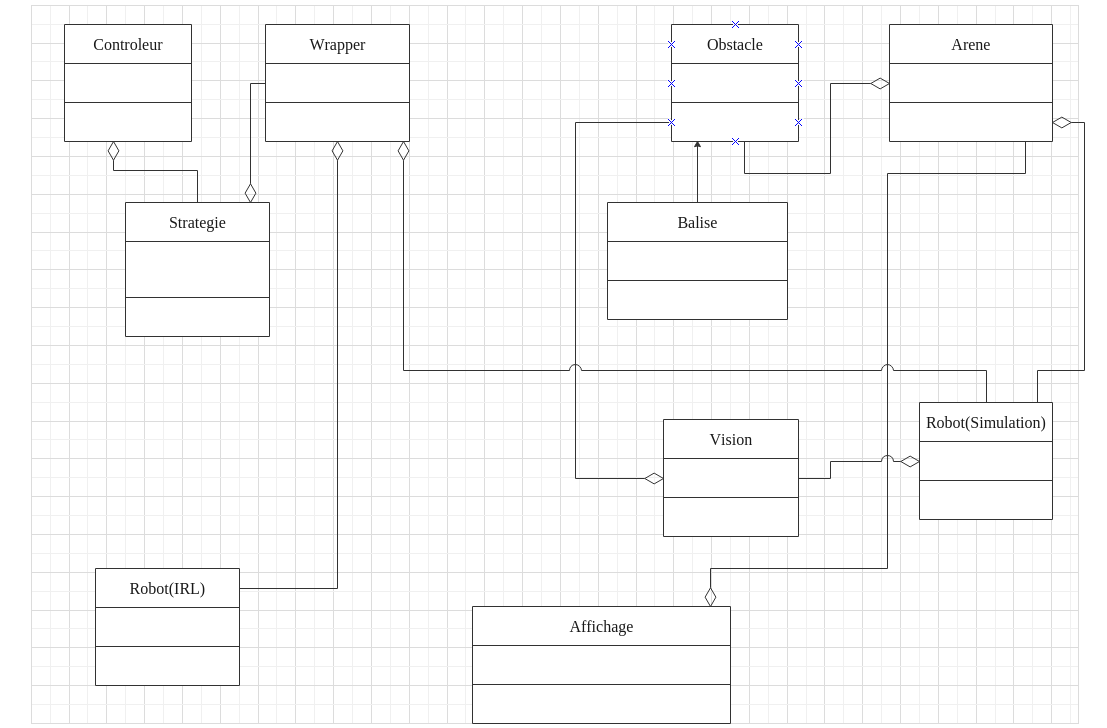 Controleur
Wrapper
Obstacle
Arene
Strategie
Balise
Robot(Simulation)
Vision
Robot(IRL)
Affichage